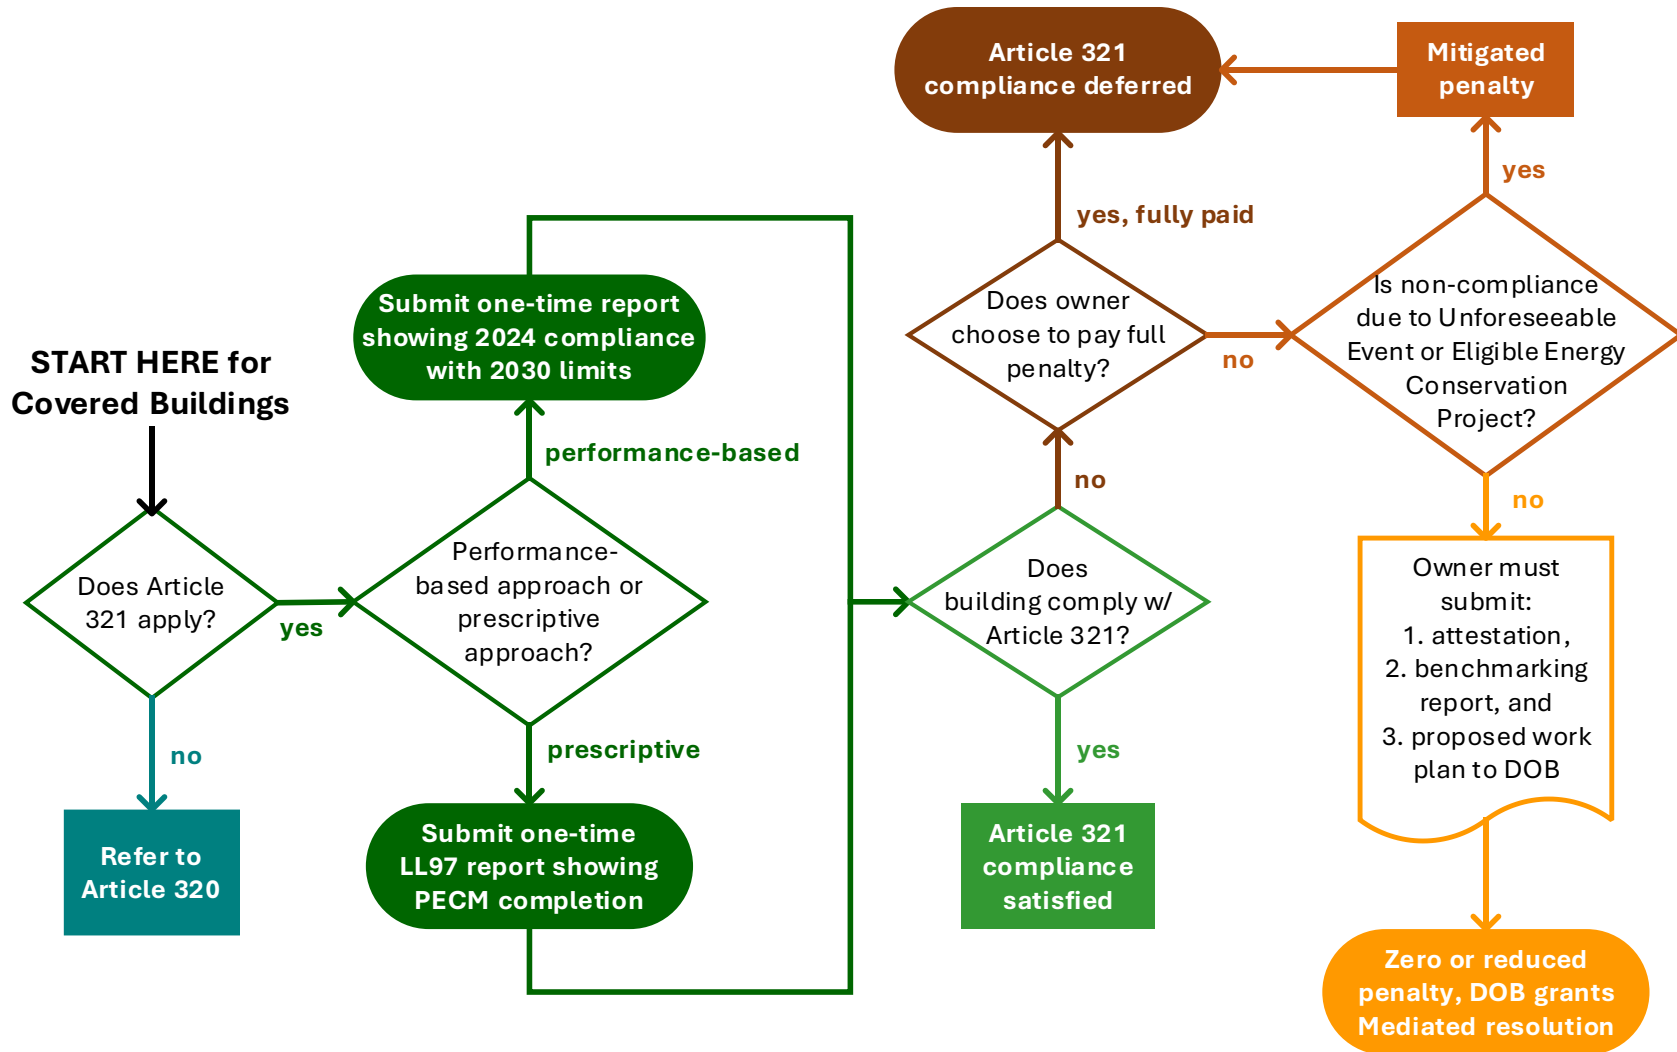 START HERE for
Covered Buildings
Does Article
321 apply?
yes
no
Refer to
Article 320
Performance-
based approach or
prescriptive
approach?
performance-based
Submit one-time report
showing 2024 compliance
with 2030 limits
prescriptive
Submit one-time
LL97 report showing
PECM completion
Does
building comply w/
Article 321?
yes
Article 321
compliance
satisfied
no
Does owner
choose to pay full
penalty?
yes, fully paid
Article 321
compliance deferred
no
Is non-compliance
due to Unforeseeable
Event or Eligible Energy
Conservation
Project?
yes
Mitigated
penalty
no
Owner must
submit:
1. attestation,
2. benchmarking
report, and
3. proposed work
plan to DOB
Zero or reduced
penalty, DOB grants
Mediated resolution